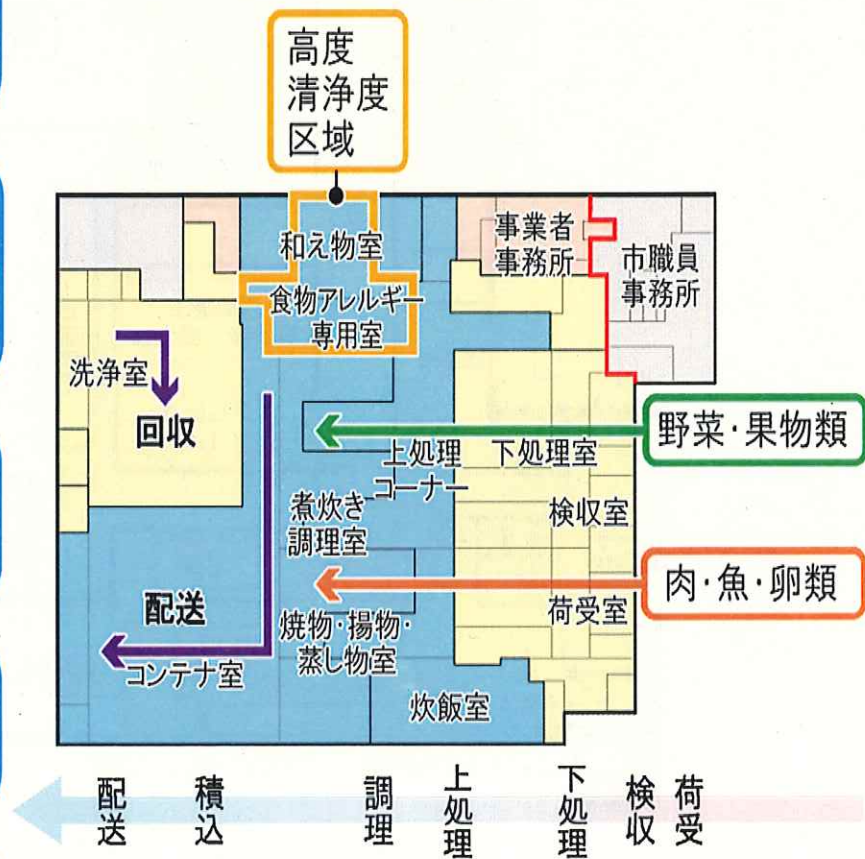 高度
清浄度
区域
和え物室
食物アレルギー
専用室
事業者
事務所
市職員
事務所
洗浄室
回収
野菜・果物類
上処理
コーナー
下処理室
煮炊き
調理室
検収室
肉・魚・卵類
配送
荷受室
焼物・揚物・
蒸し物室
コンテナ室
炊飯室
配送
積込
調理
上処理
下処理
検収
荷受